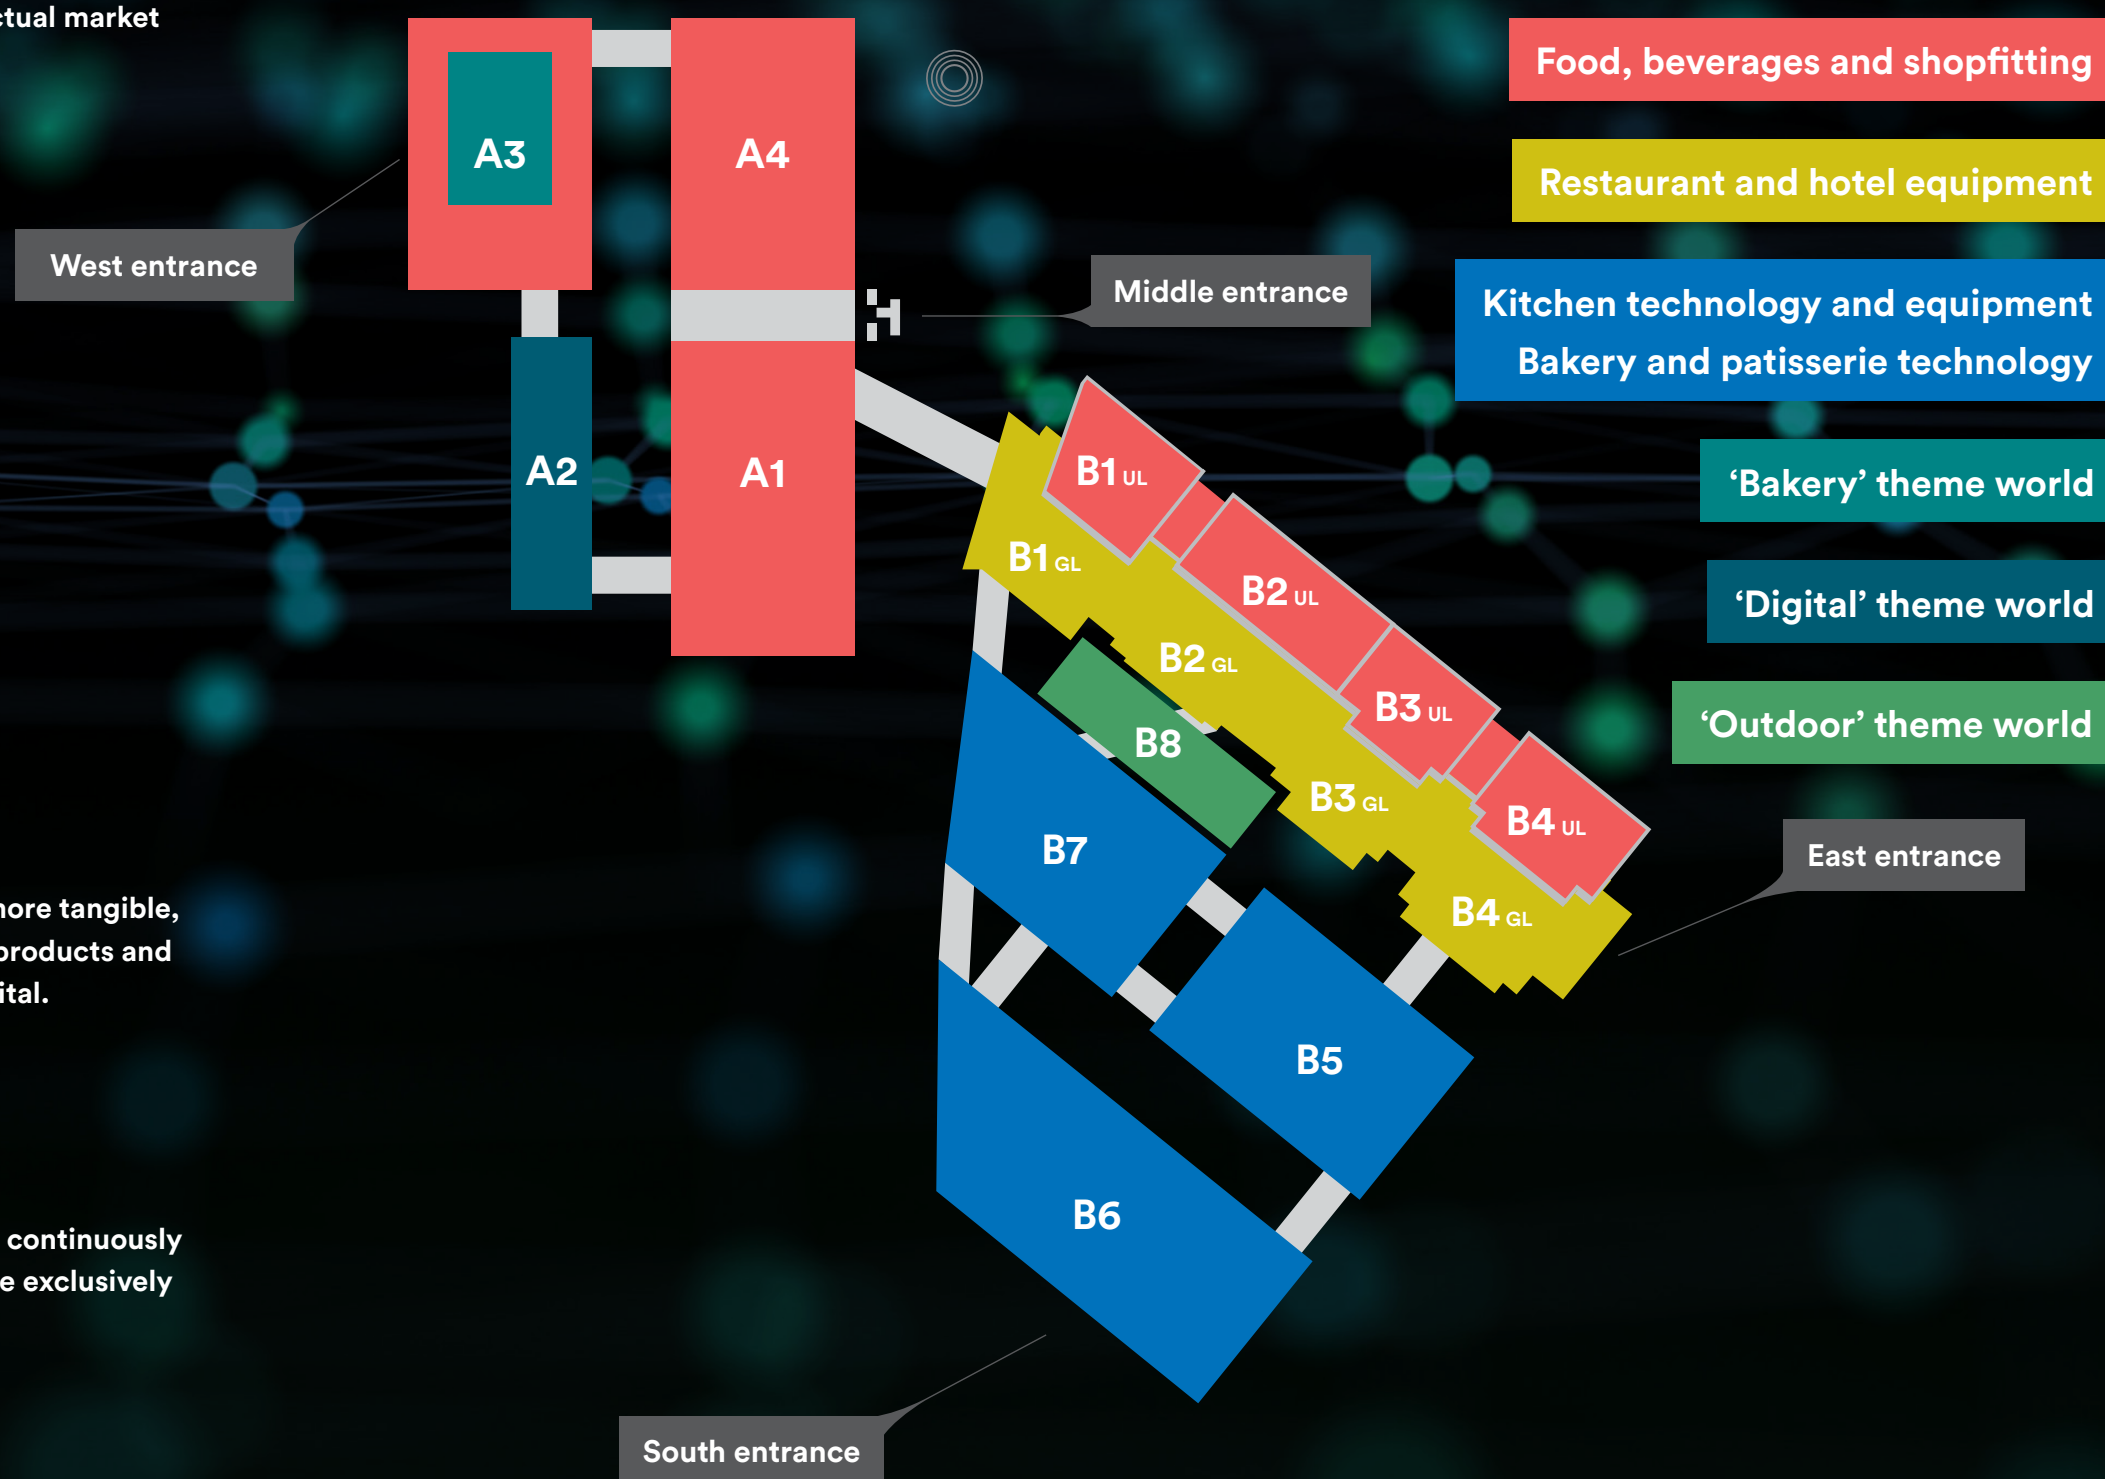 ctual market
A3
A4
Food, beverages and shopfitting
Restaurant and hotel equipment
West entrance
Middle entrance
Kitchen technology and equipment
Bakery and patisserie technology
A2
A1
B1 UL
‘Bakery’ theme world
B1 GL
B2 UL
‘Digital’ theme world
B2 GL
B3 UL
‘Outdoor’ theme world
B8
B3 GL
B4 UL
B7
East entrance
B4 GL
more tangible,
products and
ital.
B5
B6
continuously
e exclusively
South entrance